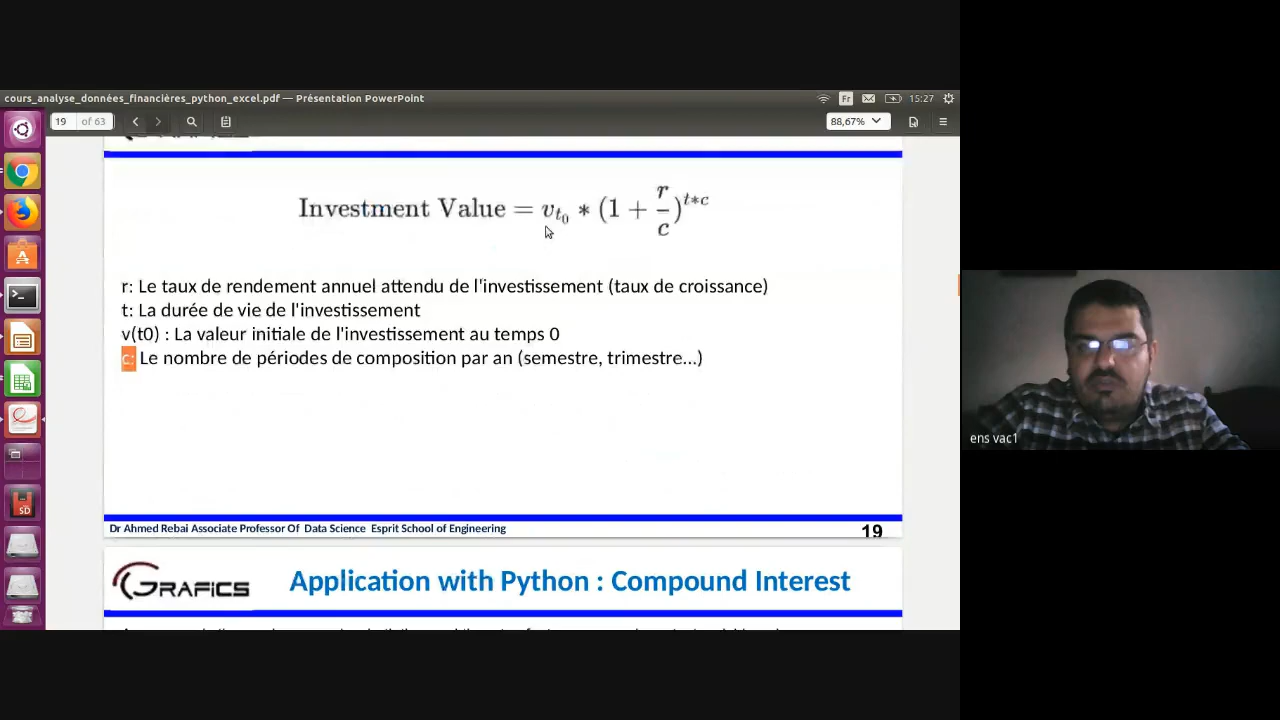 cours_analyse_données_financières_python_excel.pdf — Présentation PowerPoint
Fr
15:27
19 of 63
88,67%
Investment Value = v_{t_0} * (1 + \frac{r}{c})^{t*c}
r: Le taux de rendement annuel attendu de l'investissement (taux de croissance)
t: La durée de vie de l'investissement
v(t0) : La valeur initiale de l'investissement au temps 0
c: Le nombre de périodes de composition par an (semestre, trimestre...)
Dr Ahmed Rebai Associate Professor Of Data Science Esprit School of Engineering
19
GRAFICS
Application with Python : Compound Interest
ens vac1
SD